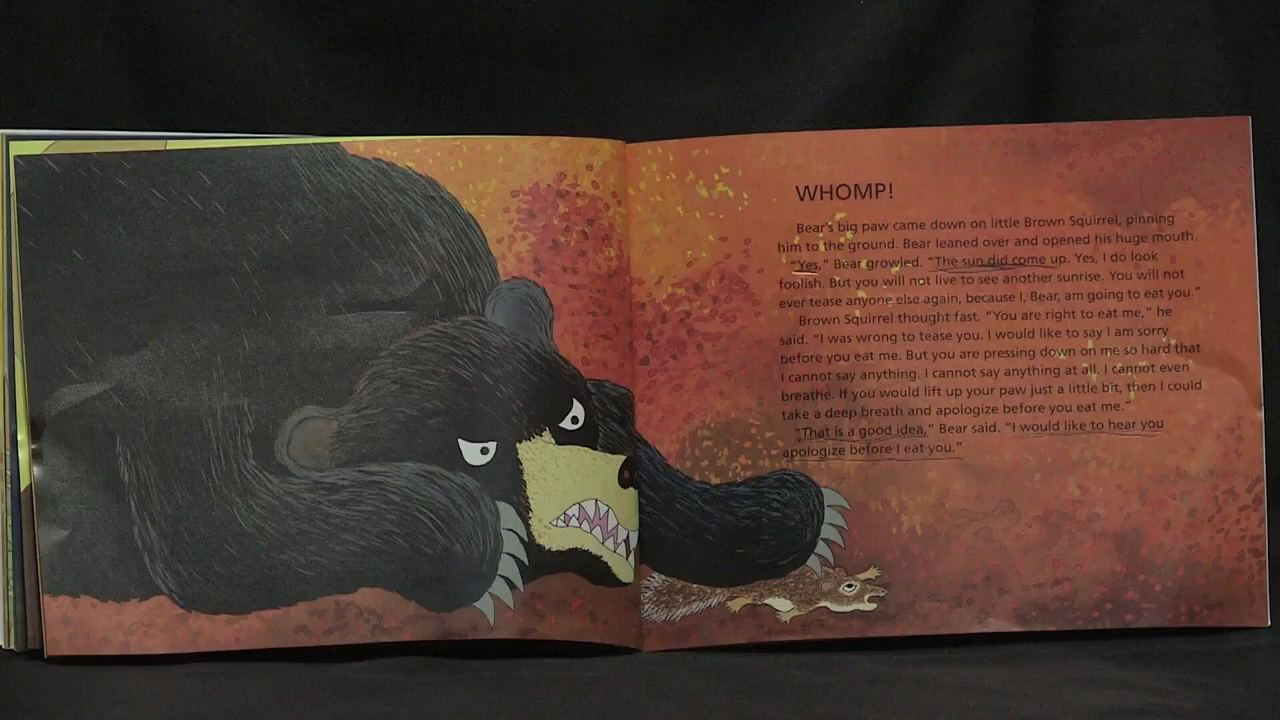 WHOMP!
Bear's big paw came down on little Brown Squirrel, pinning
him to the ground. Bear leaned over and opened his huge mouth.
"Yes," Bear growled. "The sun did come up. Yes, I do look
foolish. But you will not live to see another sunrise. You will not
ever tease anyone else again, because I, Bear, am going to eat you."
Brown Squirrel thought fast. "You are right to eat me," he
said. "I was wrong to tease you. I would like to say I am sorry
before you eat me. But you are pressing down on me so hard that
I cannot say anything. I cannot say anything at all. I cannot even
breathe. If you would lift up your paw just a little bit, then I could
take a deep breath and apologize before you eat me."
"That is a good idea," Bear said. "I would like to hear you
apologize before I eat you."